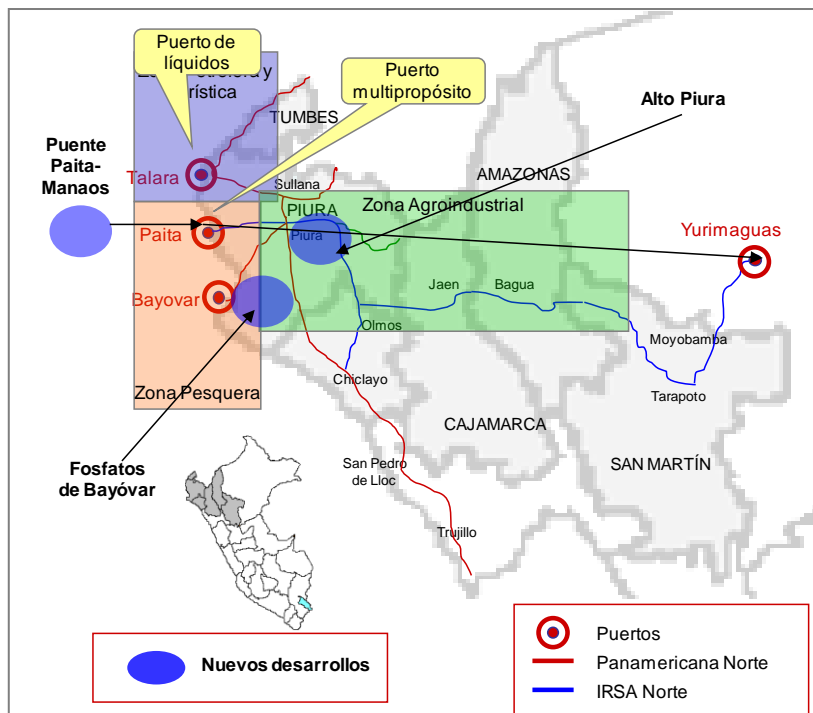 Puerto de
líquidos
y
Puerto
multipropósito
Alto Piura
TUMBES
Puente
Paita-
Manaos
AMAZONAS
Talara
Sullana
PIURA
Zona Agroindustrial
Paita
Piura
Yurimaguas
Bayovar
Jaen
Bagua
Olmos
Moyobamba
Chiclayo
Zona Pesquera
Tarapoto
CAJAMARCA
Fosfatos
de Bayóvar
San Pedro
de Lloc
SAN MARTÍN
Trujillo
Nuevos desarrollos
Puertos
Panamericana Norte
IRSA Norte